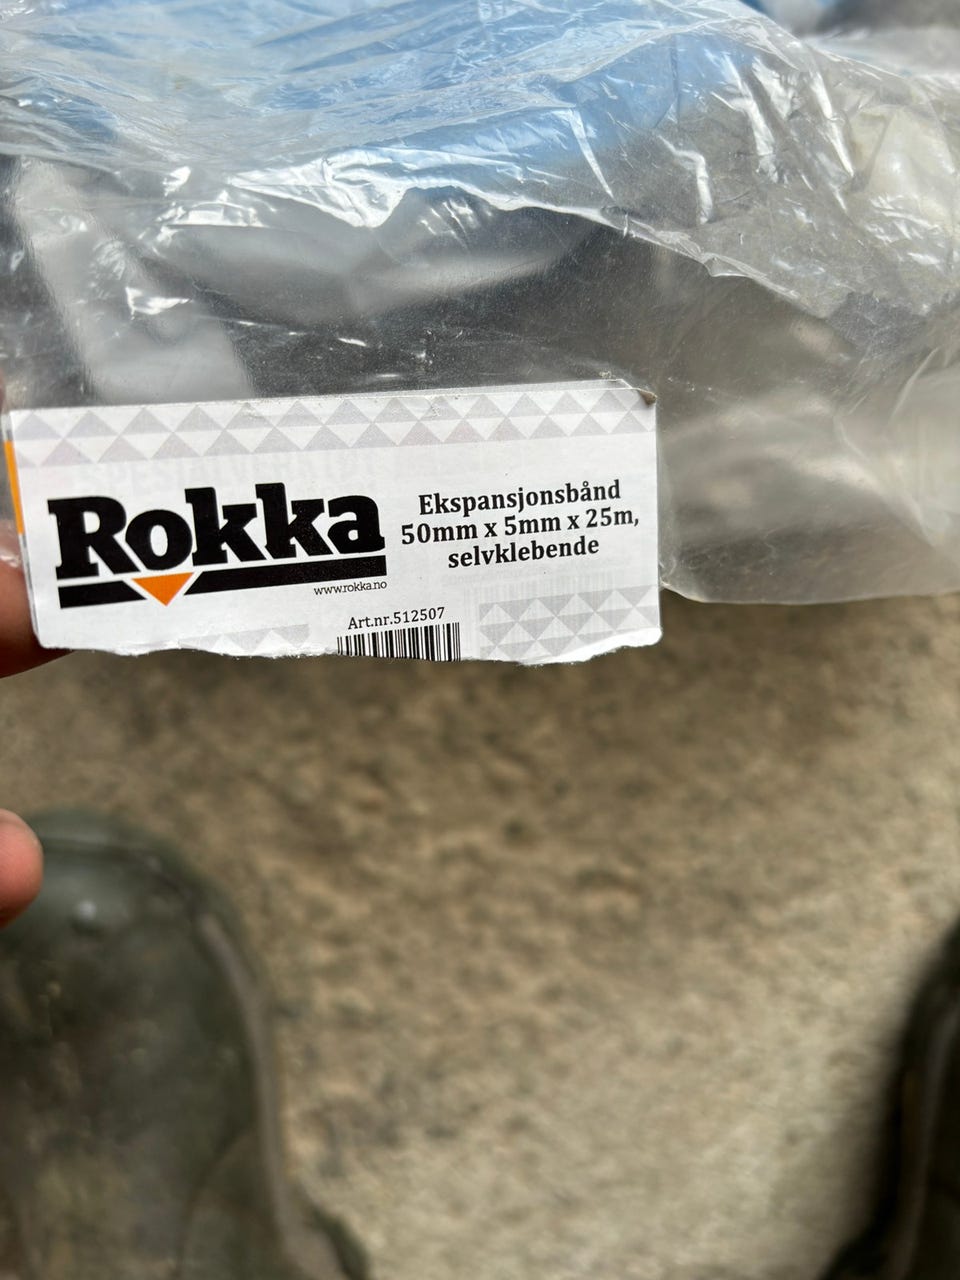 Rokka
www.rokka.no
Ekspansjonsbånd
50mm x 5mm x 25m,
selvklebende
Art.nr.512507